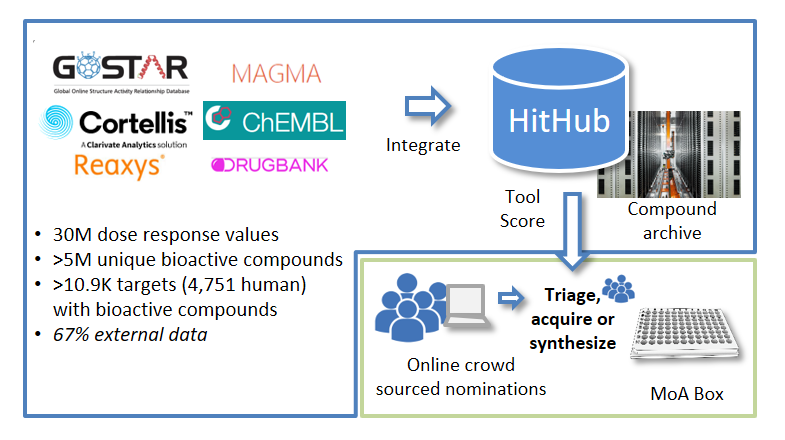 GOSTAR
Global Online Structure Activity Relationship Database
MAGMA
Cortellis™
A Clarivate Analytics solution
ChEMBL
Reaxys®
DRUGBANK
Integrate
HitHub
Tool
Score
Compound
archive
• 30M dose response values
• >5M unique bioactive compounds
• >10.9K targets (4,751 human)
with bioactive compounds
• 67% external data
Online crowd
sourced nominations
Triage,
acquire or
synthesize
MoA Box